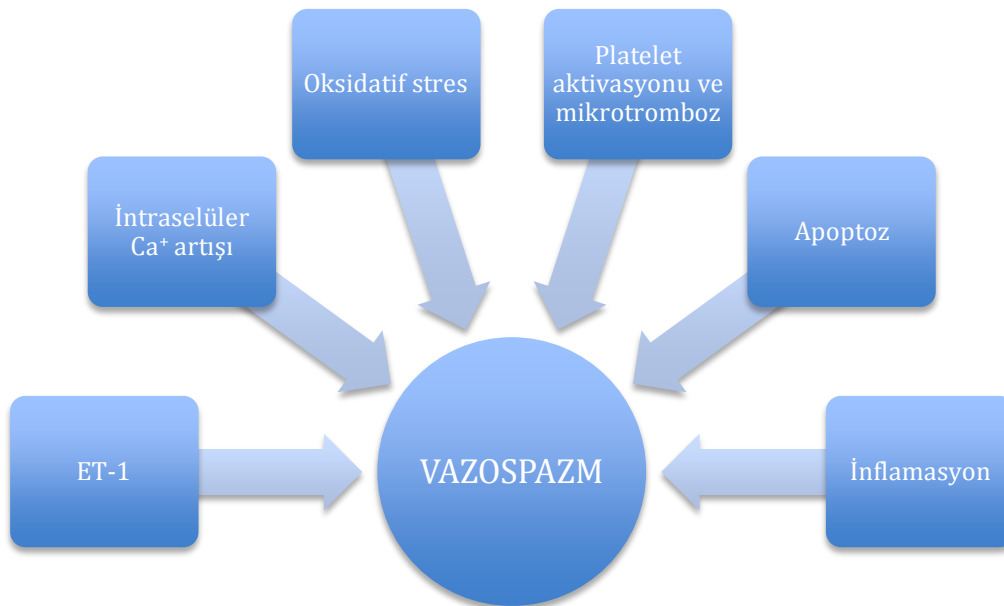 Oksidatif stres
Platelet
aktivasyonu ve
mikrotromboz
İntraselüler
Ca⁺ artışı
Apoptoz
ET-1
VAZOSPAZM
İnflamasyon